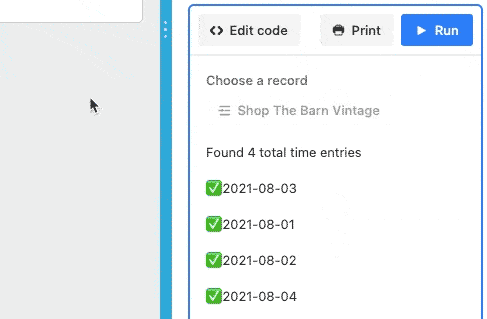 Edit code Print Run
Choose a record
Shop The Barn Vintage
Found 4 total time entries
✅2021-08-03
✅2021-08-01
✅2021-08-02
✅2021-08-04